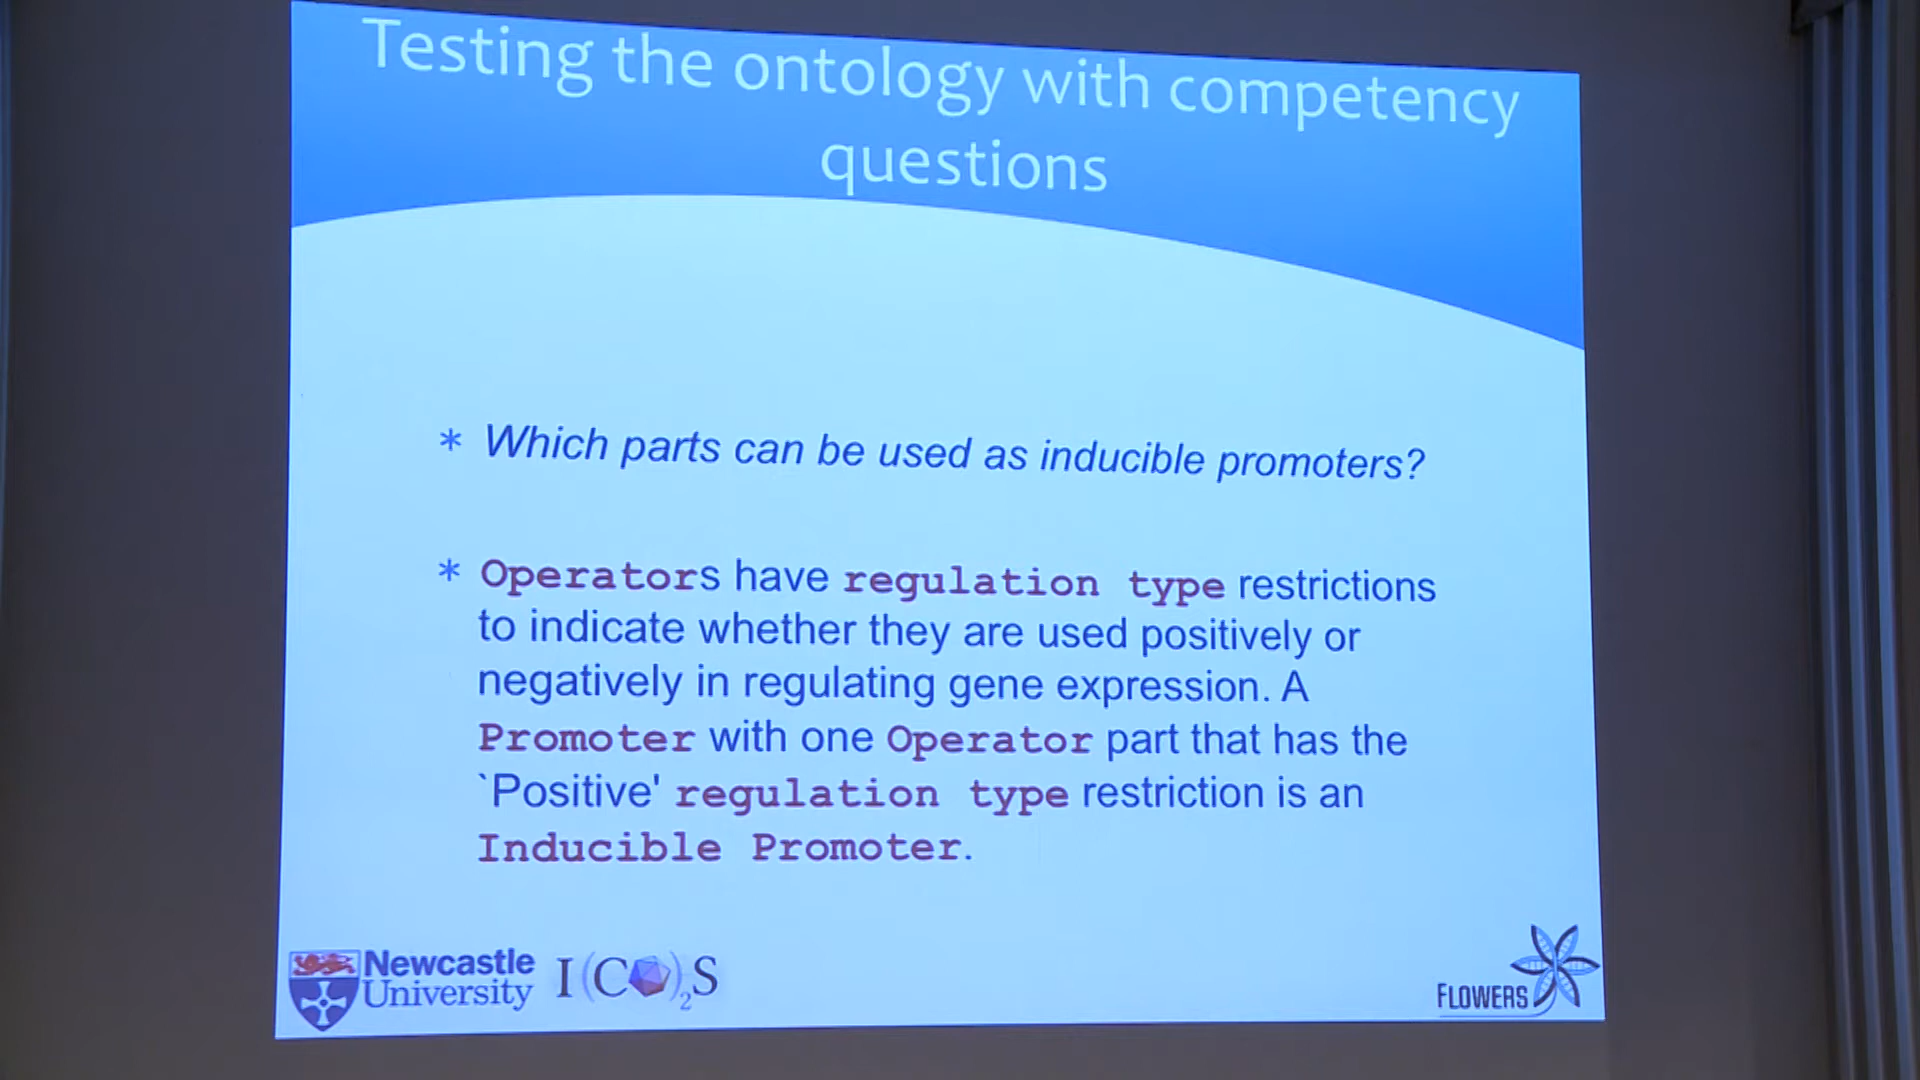 Testing the ontology with competency
questions
* Which parts can be used as inducible promoters?
* Operators have regulation type restrictions
to indicate whether they are used positively or
negatively in regulating gene expression. A
Promoter with one Operator part that has the
`Positive' regulation type restriction is an
Inducible Promoter.
Newcastle
University
I(CO)2S
FLOWERS